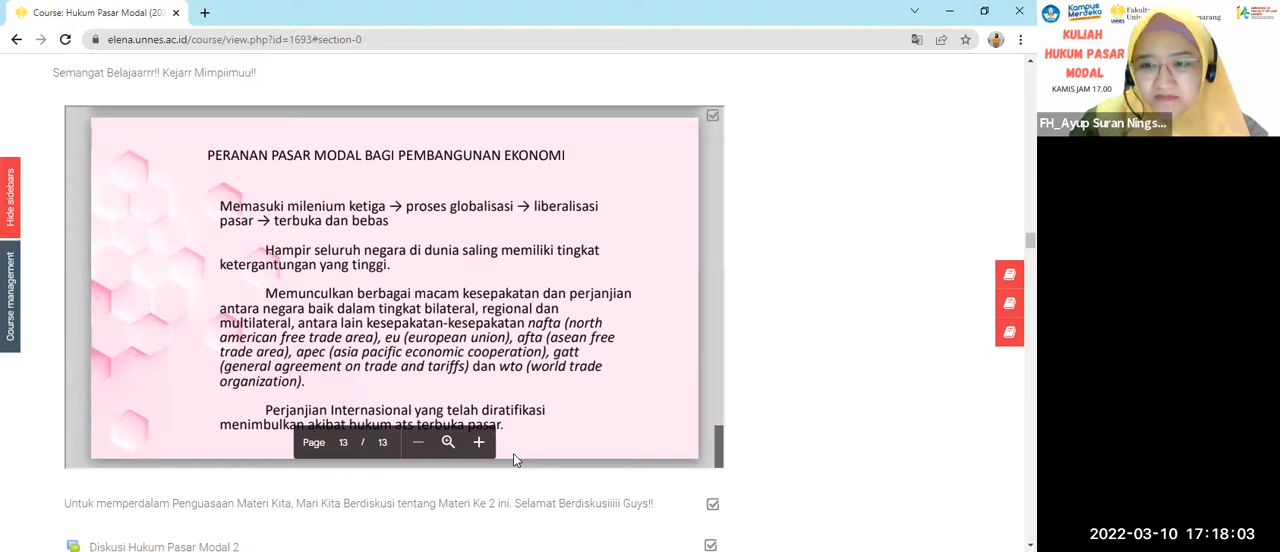 Course: Hukum Pasar Modal (202
elena.unnes.ac.id/course/view.php?id=1693#section-0
Semangat Belajaarrr!! Kejarr Mimpiimuu!!
Hide sidebars
Course management
PERANAN PASAR MODAL BAGI PEMBANGUNAN EKONOMI
Memasuki milenium ketiga → proses globalisasi → liberalisasi
pasar → terbuka dan bebas
Hampir seluruh negara di dunia saling memiliki tingkat
ketergantungan yang tinggi.
Memunculkan berbagai macam kesepakatan dan perjanjian
antara negara baik dalam tingkat bilateral, regional dan
multilateral, antara lain kesepakatan-kesepakatan nafta (north
american free trade area), eu (european union), afta (asean free
trade area), apec (asia pacific economic cooperation), gatt
(general agreement on trade and tariffs) dan wto (world trade
organization).
Perjanjian Internasional yang telah diratifikasi
menimbulkan akibat hukum ats terbuka pasar.
Page 13 / 13
Untuk memperdalam Penguasaan Materi Kita, Mari Kita Berdiskusi tentang Materi Ke 2 ini. Selamat Berdiskusiiiii Guys!!
Diskusi Hukum Pasar Modal 2
Kampus
Merdeka
UNNES
KULIAH
HUKUM PASAR
MODAL
KAMIS JAM 17.00
FH_Ayup Suran Nings...
2022-03-10 17:18:03